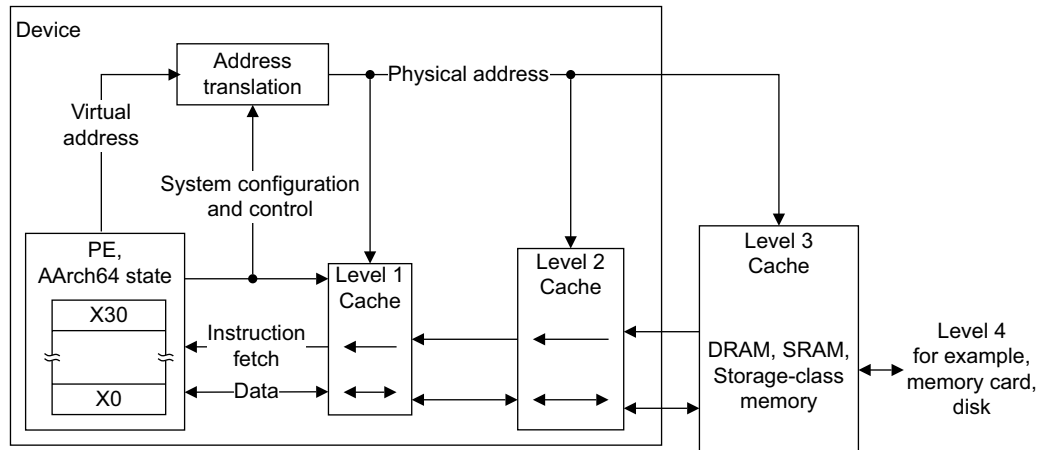 Device
Address
translation
Physical address
Virtual
address
System configuration
and control
PE,
AArch64 state
X30
X0
Instruction
fetch
Data
Level 1
Cache
Level 2
Cache
Level 3
Cache
DRAM, SRAM,
Storage-class
memory
Level 4
for example,
memory card,
disk